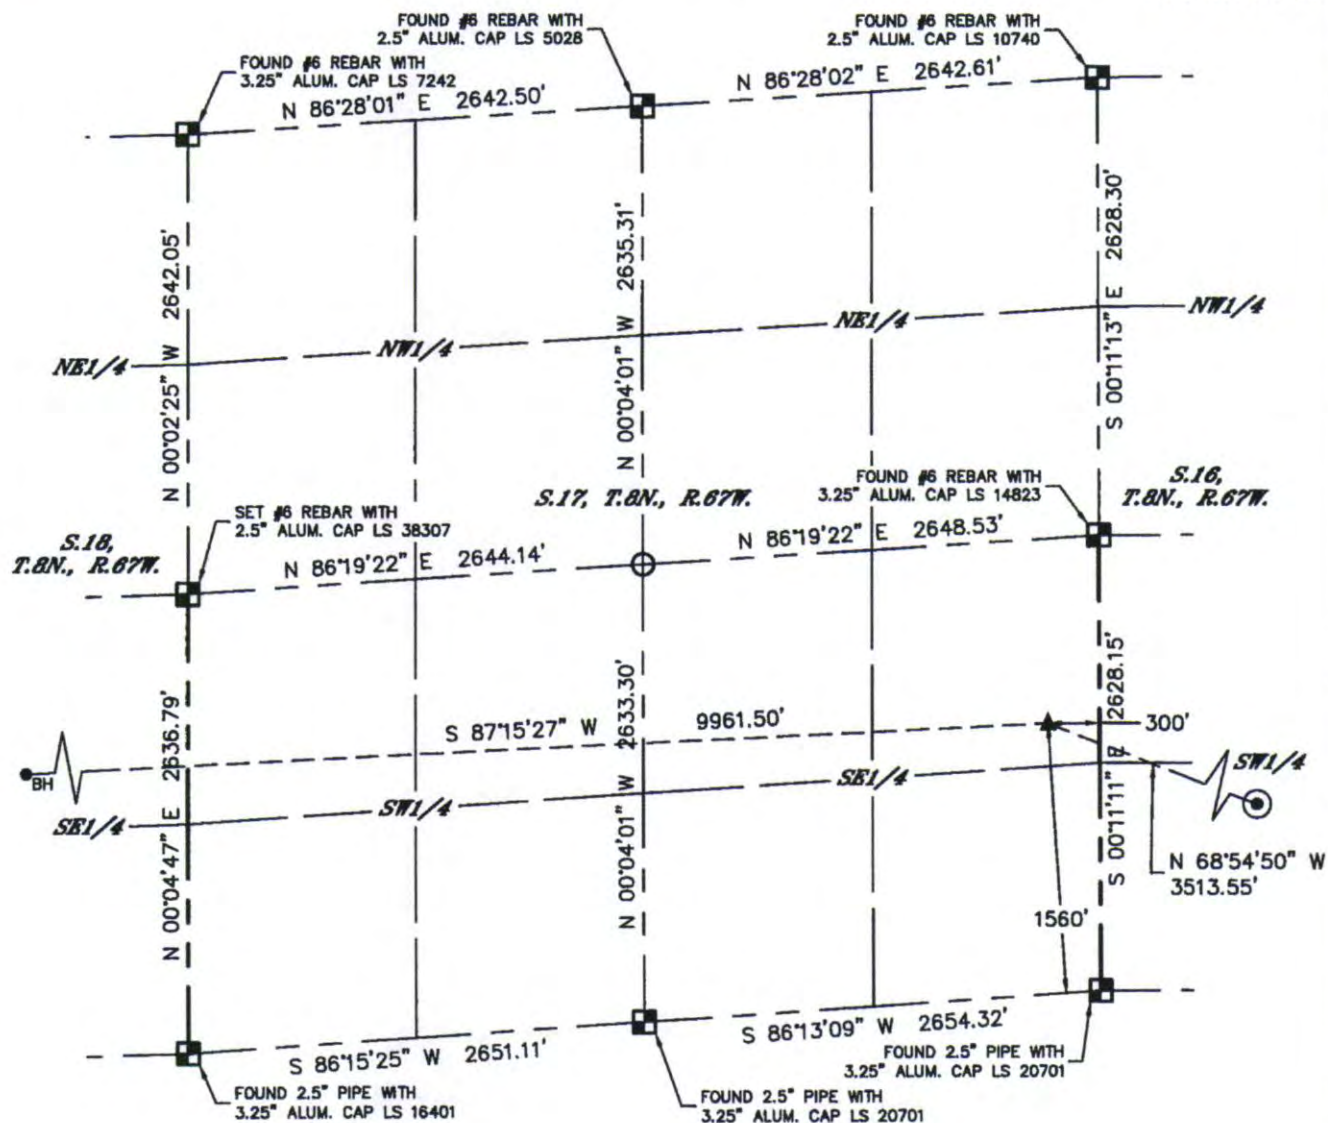 FOUND #6 REBAR WITH
2.5" ALUM. CAP LS 5028
FOUND #6 REBAR WITH
2.5" ALUM. CAP LS 10740
FOUND #6 REBAR WITH
3.25" ALUM. CAP LS 7242
N 86°28'01" E 2642.50'
N 86°28'02" E 2642.61'
N 00°02'25" W 2642.05'
N 00°04'01" W 2635.31'
S 00°11'13" E 2628.30'
NE1/4
NW1/4
NE1/4
NW1/4
FOUND #6 REBAR WITH
3.25" ALUM. CAP LS 14823
S.16,
T.8N., R.67W.
S.17, T.8N., R.67W.
SET #6 REBAR WITH
2.5" ALUM. CAP LS 38307
S.18,
T.8N., R.67W.
N 86°19'22" E 2644.14'
N 86°19'22" E 2648.53'
N 00°04'47" E 2636.79'
N 00°04'01" W 2633.30'
S 00°11'11" E 2628.15'
S 87°15'27" W 9961.50'
300'
BH
SE1/4
SW1/4
SE1/4
SW1/4
N 68°54'50" W
3513.55'
1560'
S 86°15'25" W 2651.11'
S 86°13'09" W 2654.32'
FOUND 2.5" PIPE WITH
3.25" ALUM. CAP LS 20701
FOUND 2.5" PIPE WITH
3.25" ALUM. CAP LS 16401
FOUND 2.5" PIPE WITH
3.25" ALUM. CAP LS 20701